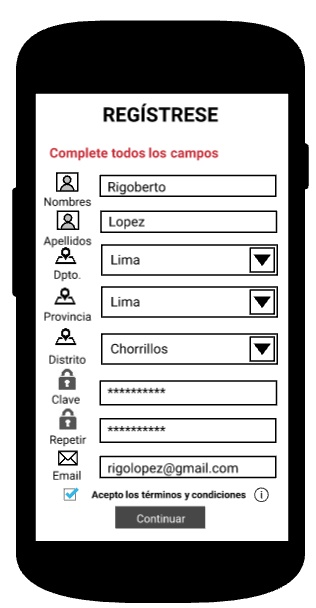 REGÍSTRESE
Complete todos los campos
Nombres
Rigoberto
Apellidos
Lopez
Dpto.
Lima
Provincia
Lima
Distrito
Chorrillos
Clave
**********
Repetir
**********
Email
rigolopez@gmail.com
Acepto los términos y condiciones i
Continuar